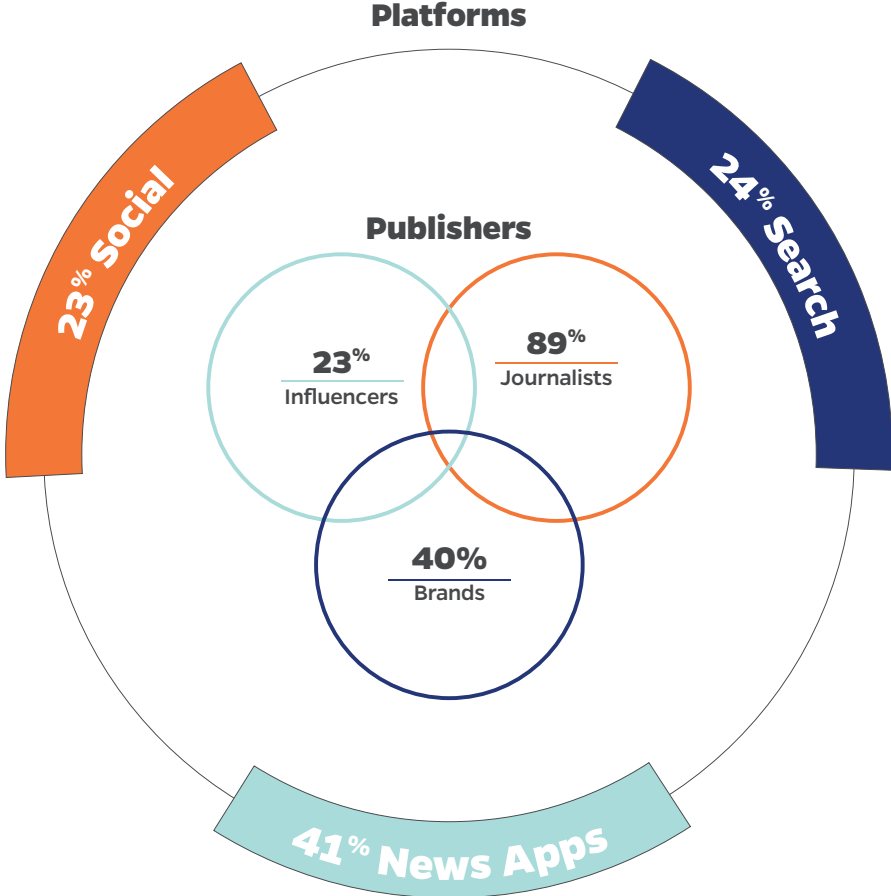 Platforms
23% Social
24% Search
Publishers
23%
Influencers
89%
Journalists
40%
Brands
41% News Apps